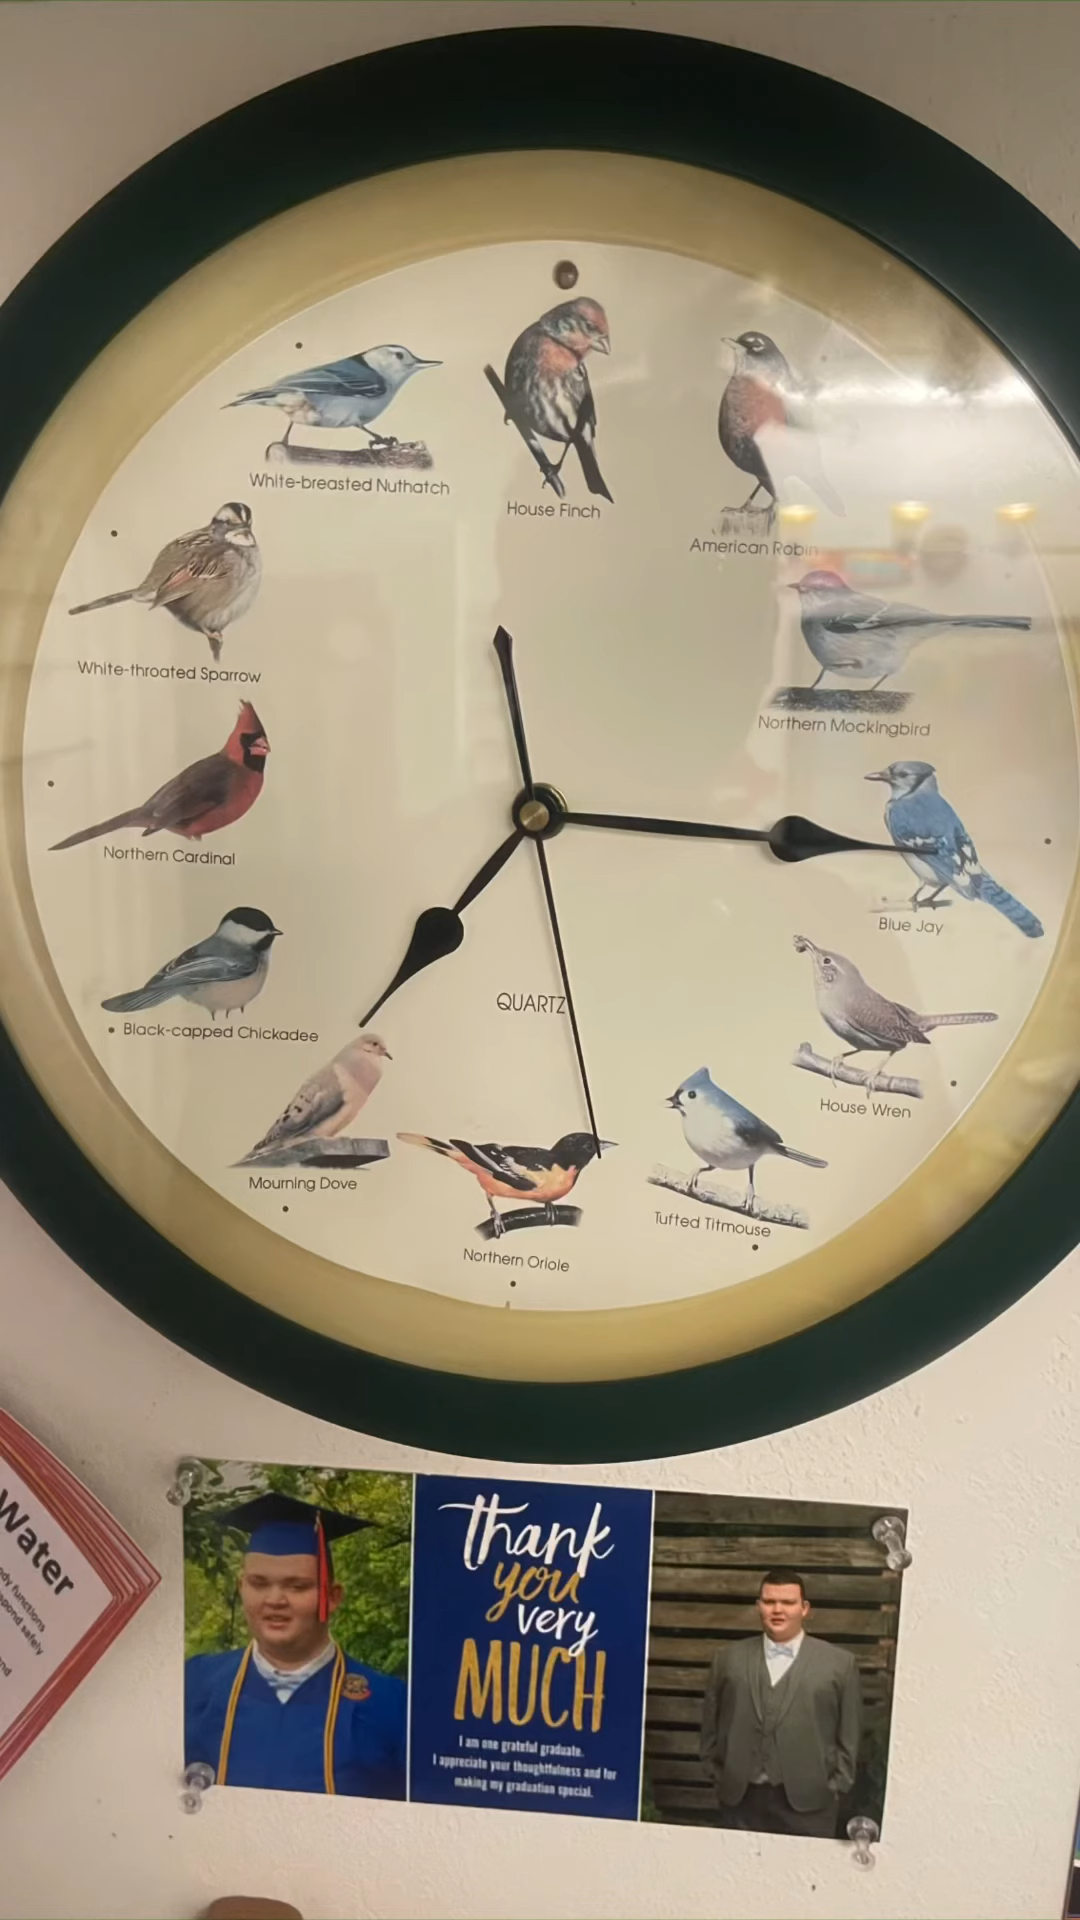 White-breasted Nuthatch
House Finch
American Robin
White-throated Sparrow
Northern Mockingbird
Northern Cardinal
Blue Jay
QUARTZ
Black-capped Chickadee
House Wren
Mourning Dove
Tufted Titmouse
Northern Oriole
Water
functions
safely
thank
you
very
MUCH
I am one grateful graduate.
I appreciate your thoughtfulness and for
making my graduation special.